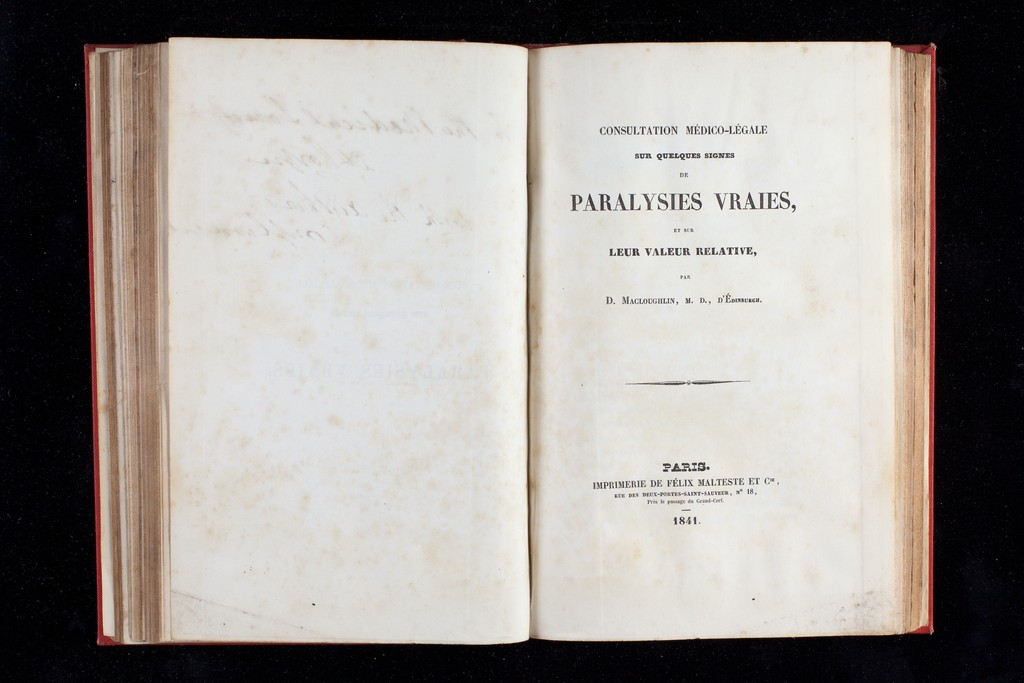 CONSULTATION MÉDICO-LÉGALE
SUR QUELQUES SIGNES
DE
PARALYSIES VRAIES,
ET SUR
LEUR VALEUR RELATIVE,
PAR
D. MACLOUGHLIN, M. D., D'ÉDINBURGH.
PARIS.
IMPRIMERIE DE FÉLIX MALTESTE ET Cie,
RUE DES DEUX-PORTES-SAINT-SAUVEUR, N° 18,
Près le passage du Grand-Cerf.
1841.